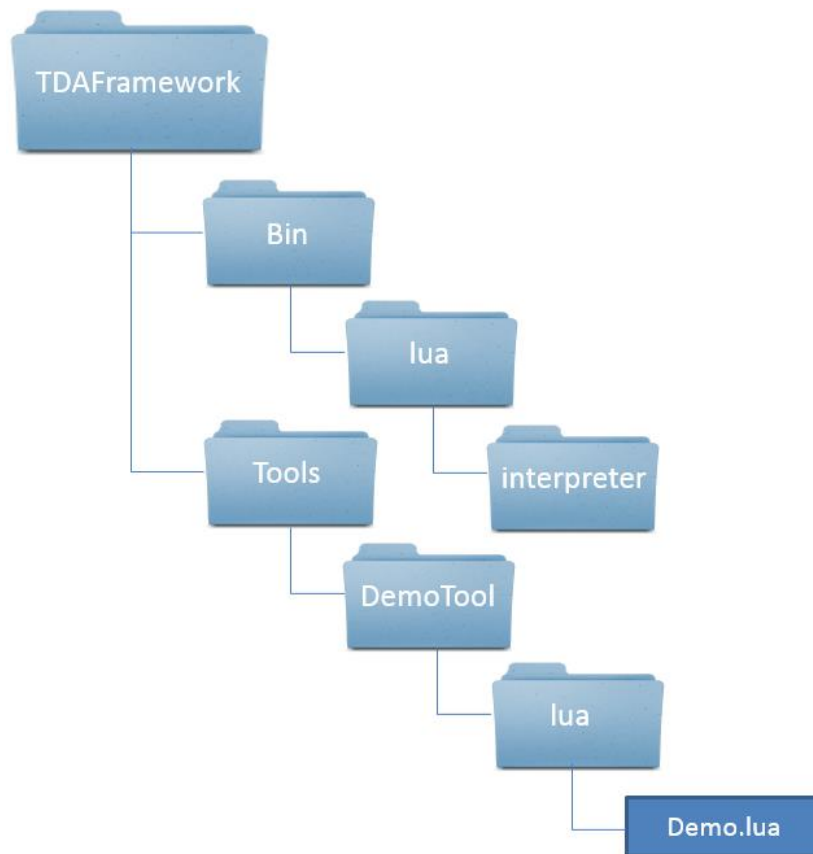 TDAFramework
Bin
lua
Tools
interpreter
DemoTool
lua
Demo.lua